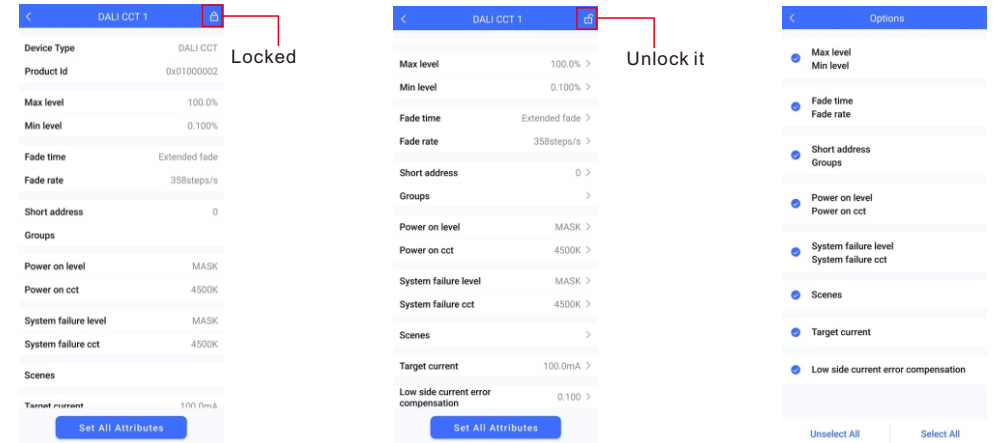 DALI CCT 1
Device Type DALI CCT
Product Id 0x01000002
Max level 100.0%
Min level 0.100%
Fade time Extended fade
Fade rate 358steps/s
Short address 0
Groups
Power on level MASK
Power on cct 4500K
System failure level MASK
System failure cct 4500K
Scenes
Target current 100.0mA
Set All Attributes
Locked
DALI CCT 1
Max level 100.0%
Min level 0.100%
Fade time Extended fade
Fade rate 358steps/s
Short address 0
Groups
Power on level MASK
Power on cct 4500K
System failure level MASK
System failure cct 4500K
Scenes
Target current 100.0mA
Low side current error
compensation 0.100
Set All Attributes
Unlock it
Options
Max level
Min level
Fade time
Fade rate
Short address
Groups
Power on level
Power on cct
System failure level
System failure cct
Scenes
Target current
Low side current error compensation
Unselect All Select All